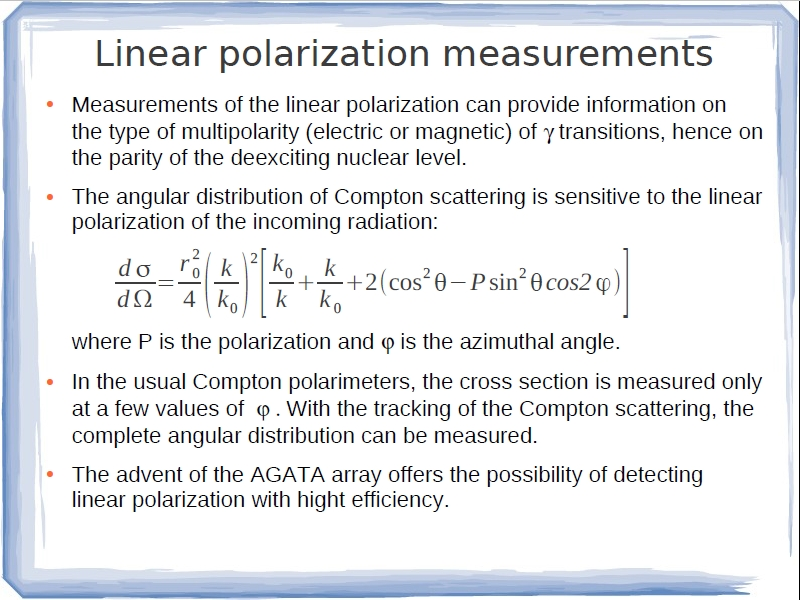 Linear polarization measurements
• Measurements of the linear polarization can provide information on
the type of multipolarity (electric or magnetic) of γ transitions, hence on
the parity of the deexciting nuclear level.
• The angular distribution of Compton scattering is sensitive to the linear
polarization of the incoming radiation:
dσ/dΩ = r₀²/4 (k/k₀)² [k₀/k + k/k₀ + 2(cos²θ − P sin²θ cos2φ)]
where P is the polarization and φ is the azimuthal angle.
• In the usual Compton polarimeters, the cross section is measured only
at a few values of φ . With the tracking of the Compton scattering, the
complete angular distribution can be measured.
• The advent of the AGATA array offers the possibility of detecting
linear polarization with hight efficiency.